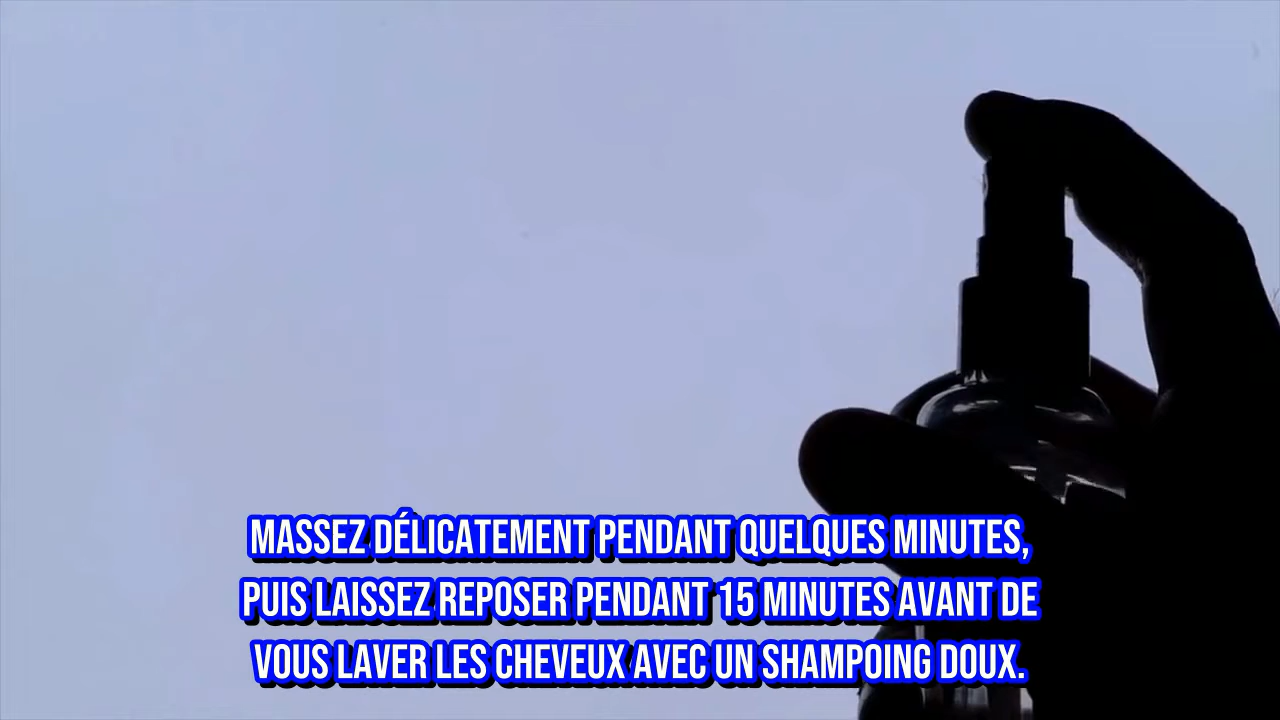 MASSEZ DÉLICATEMENT PENDANT QUELQUES MINUTES,
PUIS LAISSEZ REPOSER PENDANT 15 MINUTES AVANT DE
VOUS LAVER LES CHEVEUX AVEC UN SHAMPOING DOUX.